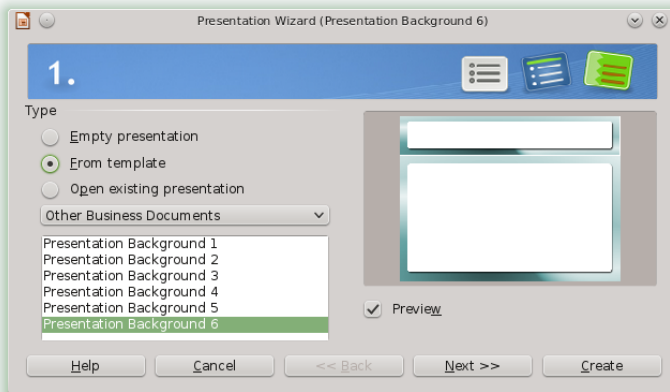 Presentation Wizard (Presentation Background 6)
1.
Type
Empty presentation
From template
Open existing presentation
Other Business Documents
Presentation Background 1
Presentation Background 2
Presentation Background 3
Presentation Background 4
Presentation Background 5
Presentation Background 6
Preview
Help Cancel << Back Next >> Create